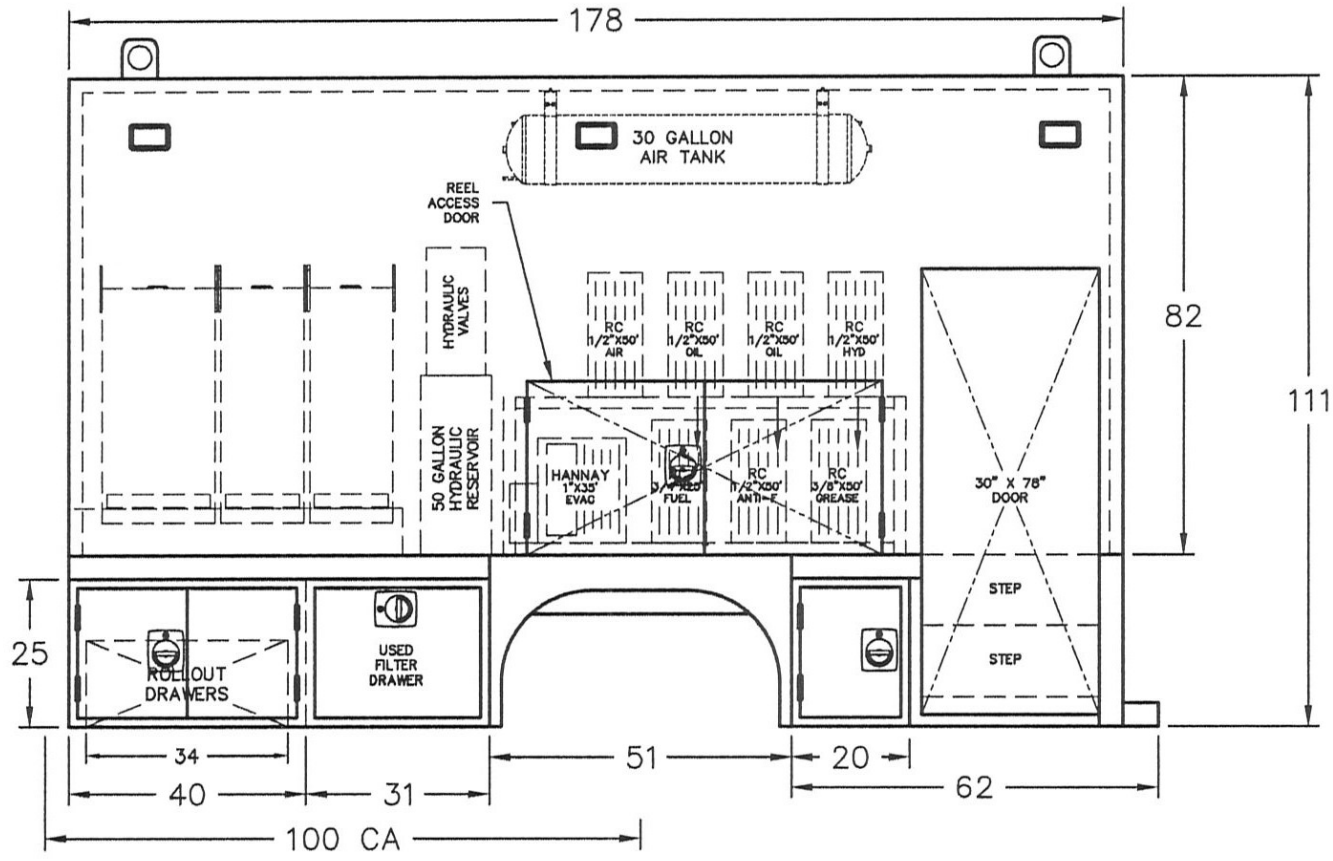 178
30 GALLON
AIR TANK
REEL
ACCESS
DOOR
HYDRAULIC
VALVES
RC
1/2"X50'
AIR
RC
1/2"X50'
OIL
RC
1/2"X50'
OIL
RC
1/2"X50'
HYD
82
111
50 GALLON
HYDRAULIC
RESERVOIR
HANNAY
1"X35'
EVAC
3/4"X25'
FUEL
RC
1/2"X50'
ANTI-F
RC
3/8"X50'
GREASE
30" X 78"
DOOR
STEP
STEP
25
ROLLOUT
DRAWERS
USED
FILTER
DRAWER
34
40
31
51
20
62
100 CA